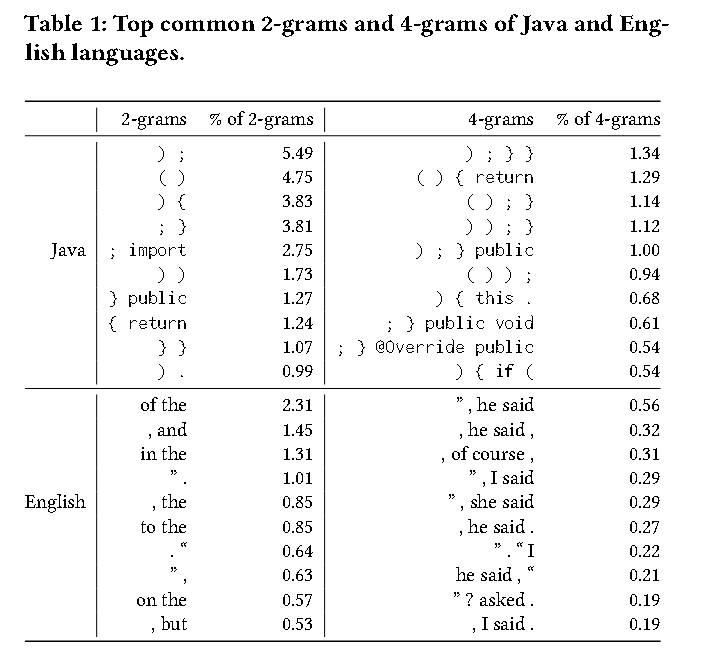 Table 1: Top common 2-grams and 4-grams of Java and Eng-
lish languages.
2-grams % of 2-grams 4-grams % of 4-grams
) ; 5.49 ) ; } } 1.34
( ) 4.75 ( ) { return 1.29
) { 3.83 ( ) ; } 1.14
; } 3.81 ) ) ; } 1.12
Java ; import 2.75 ) ; } public 1.00
) ) 1.73 ( ) ) ; 0.94
} public 1.27 ) { this . 0.68
{ return 1.24 ; } public void 0.61
} } 1.07 ; } @Override public 0.54
) . 0.99 ) { if ( 0.54
of the 2.31 ” , he said 0.56
, and 1.45 , he said , 0.32
in the 1.31 , of course , 0.31
” . 1.01 ” , I said 0.29
English , the 0.85 ” , she said 0.29
to the 0.85 , he said . 0.27
. “ 0.64 ” . “ I 0.22
” , 0.63 he said , “ 0.21
on the 0.57 ” ? asked . 0.19
, but 0.53 , I said . 0.19